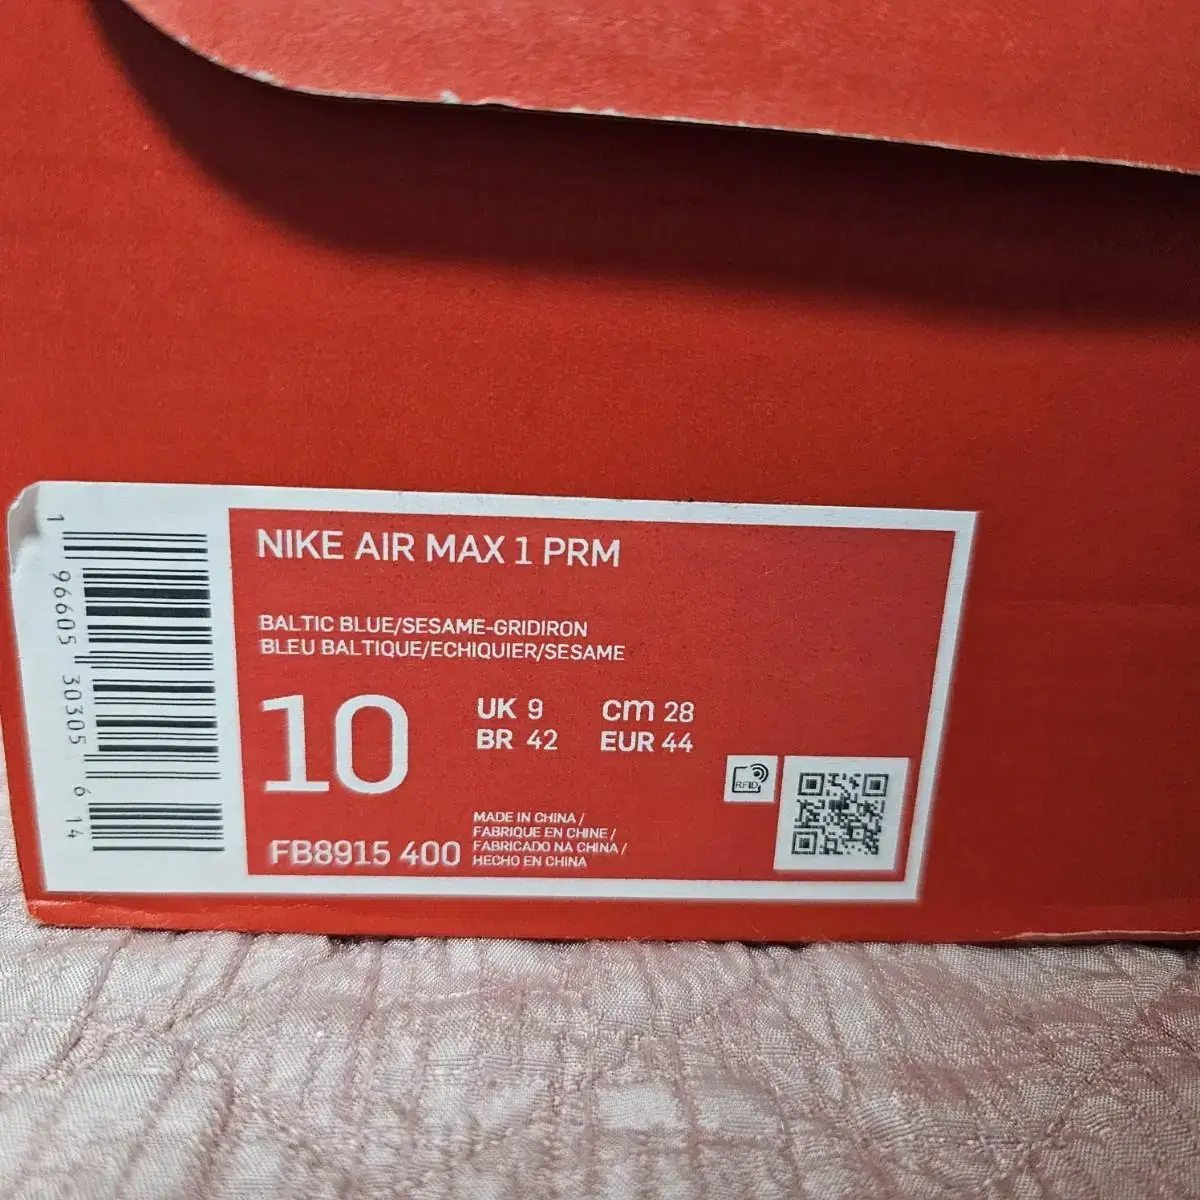 NIKE AIR MAX 1 PRM
BALTIC BLUE/SESAME-GRIDIRON
BLEU BALTIQUE/ECHIQUIER/SESAME
10
UK 9 cm 28
BR 42 EUR 44
FB8915 400
MADE IN CHINA /
FABRIQUE EN CHINE /
FABRICADO NA CHINA /
HECHO EN CHINA
RFID
1 96605 30305 6 14